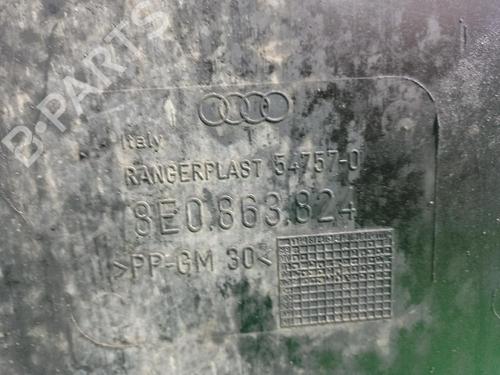 B-PARTS
Italy
RANGERPLAST 54757-0
8E0.863.824
>PP-GM 30<